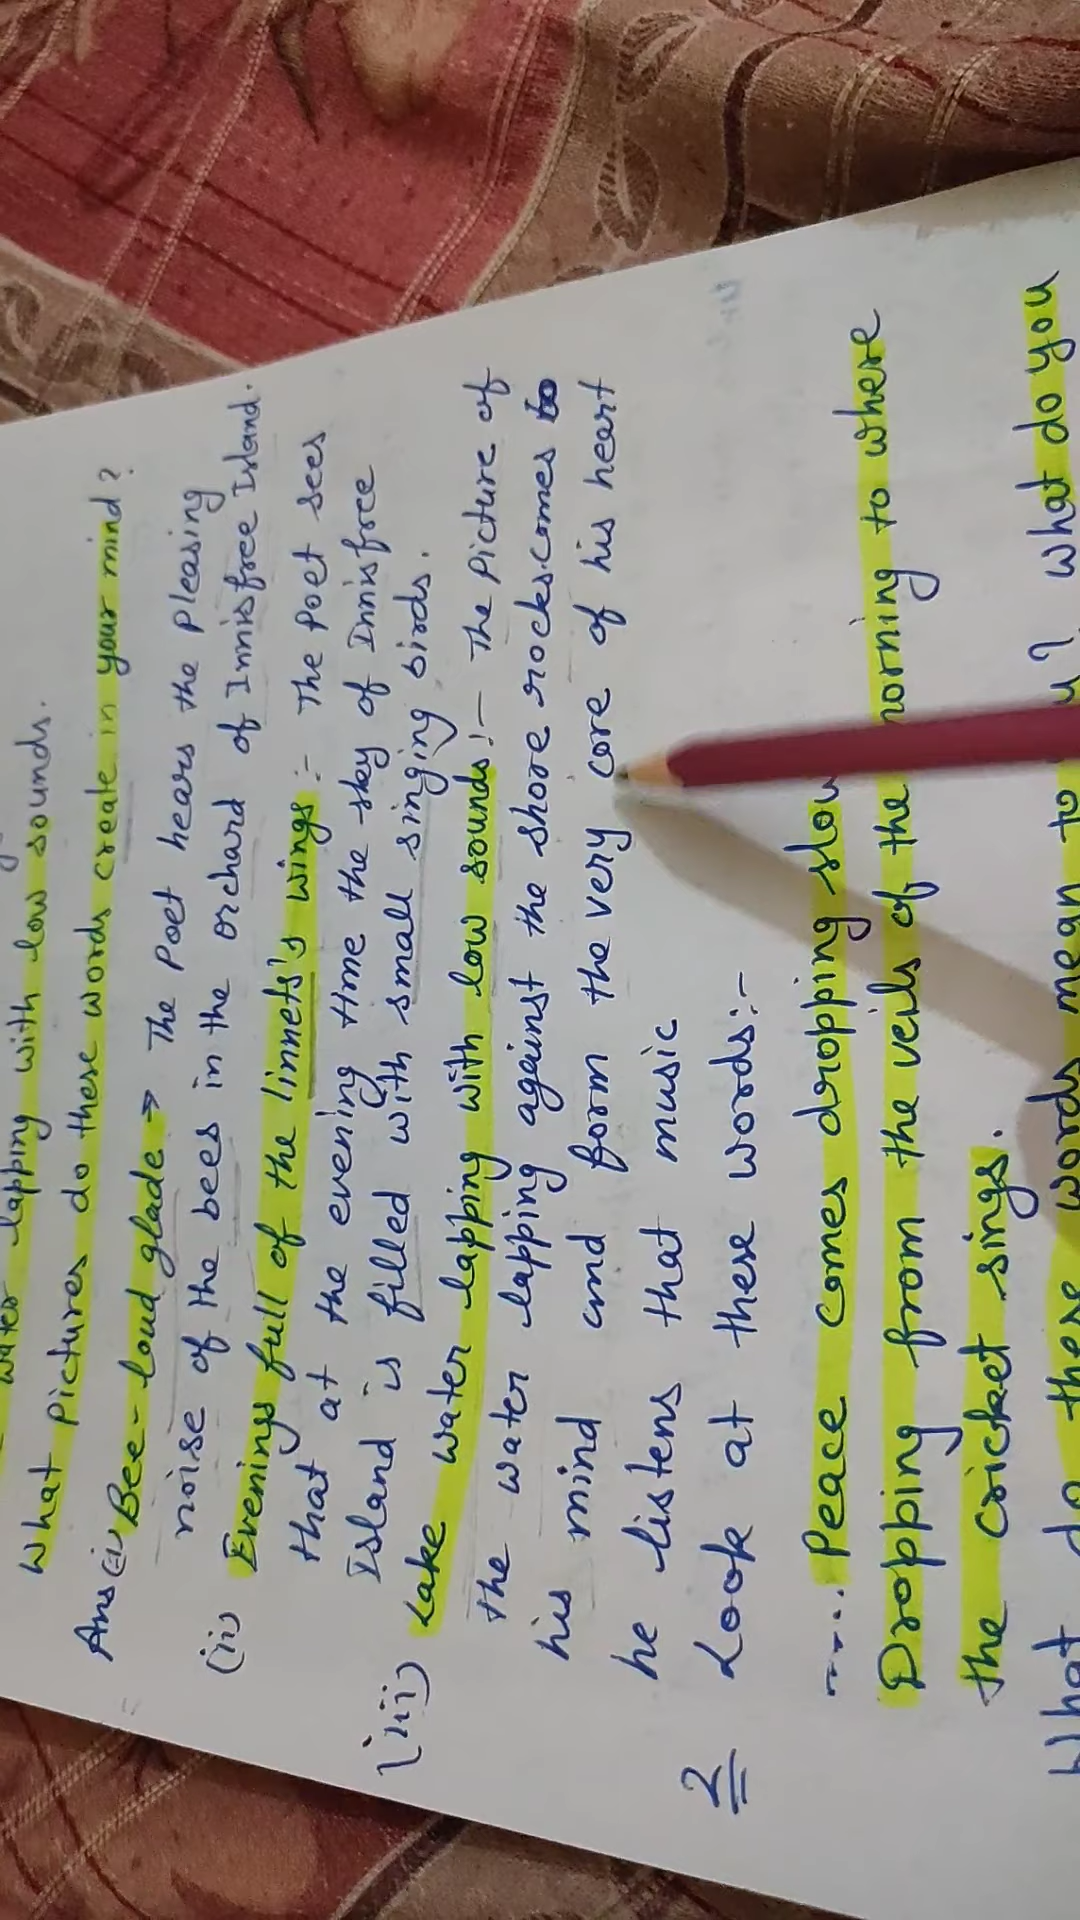 water lapping with low sounds.
What Pictures do these words create in your mind?
Ans(i) Bee-loud glade → The Poet hears the pleasing
noise of the bees in the orchard of Innisfree Island.
(ii) Evenings full of the linnets's wings :- The Poet sees
that at the evening time the sky of Innisfree
Island is filled with small singing birds.
(iii) Lake water lapping with low sounds :- The Picture of
the water lapping against the shore rocks comes to
his mind and form the very core of his heart
he listens that music
2 Look at these words:-
.... Peace comes dropping slow
Dropping from the veils of the morning to where
the cricket sings.
What do these words mean to you? What do you